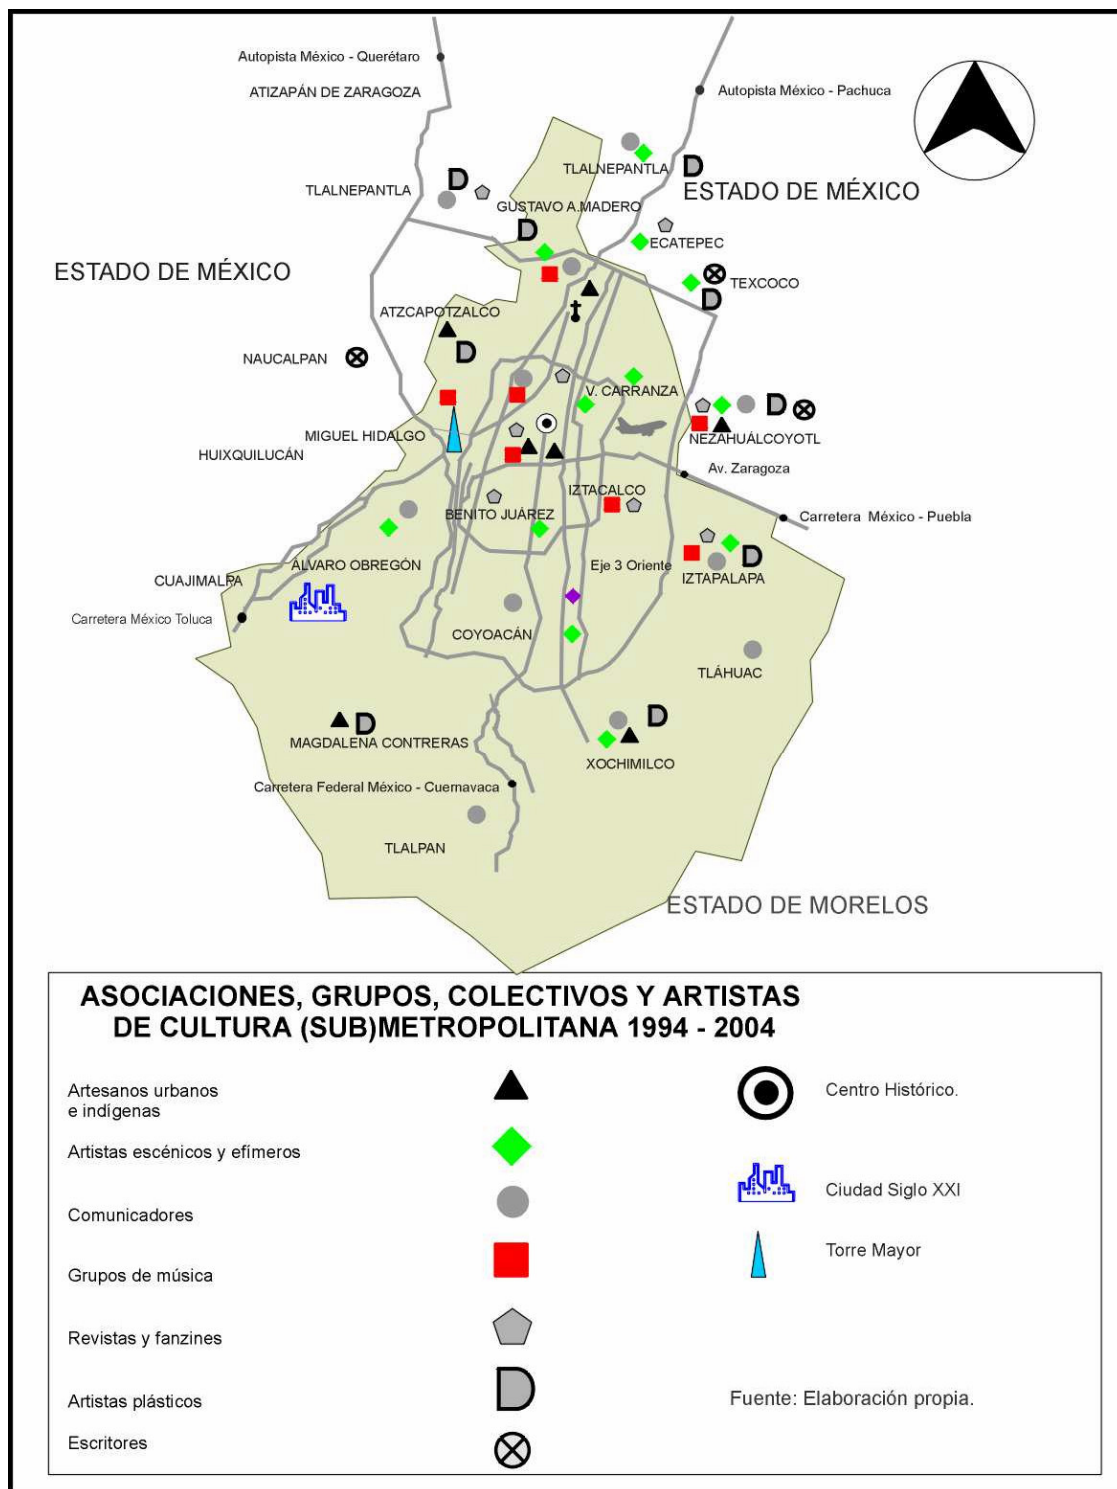 Autopista México - Querétaro
ATIZAPÁN DE ZARAGOZA
Autopista México - Pachuca
TLALNEPANTLA
TLALNEPANTLA
ESTADO DE MÉXICO
GUSTAVO A.MADERO
ECATEPEC
ESTADO DE MÉXICO
TEXCOCO
ATZCAPOTZALCO
NAUCALPAN
V. CARRANZA
MIGUEL HIDALGO
NEZAHUÁLCOYOTL
HUIXQUILUCÁN
Av. Zaragoza
IZTACALCO
BENITO JUÁREZ
Carretera México - Puebla
ÁLVARO OBREGÓN
Eje 3 Oriente
IZTAPALAPA
CUAJIMALPA
Carretera México Toluca
COYOACÁN
TLÁHUAC
MAGDALENA CONTRERAS
XOCHIMILCO
Carretera Federal México - Cuernavaca
TLALPAN
ESTADO DE MORELOS
ASOCIACIONES, GRUPOS, COLECTIVOS Y ARTISTAS
DE CULTURA (SUB)METROPOLITANA 1994 - 2004
Artesanos urbanos
e indígenas
Artistas escénicos y efímeros
Comunicadores
Grupos de música
Revistas y fanzines
Artistas plásticos
Escritores
Centro Histórico.
Ciudad Siglo XXI
Torre Mayor
Fuente: Elaboración propia.